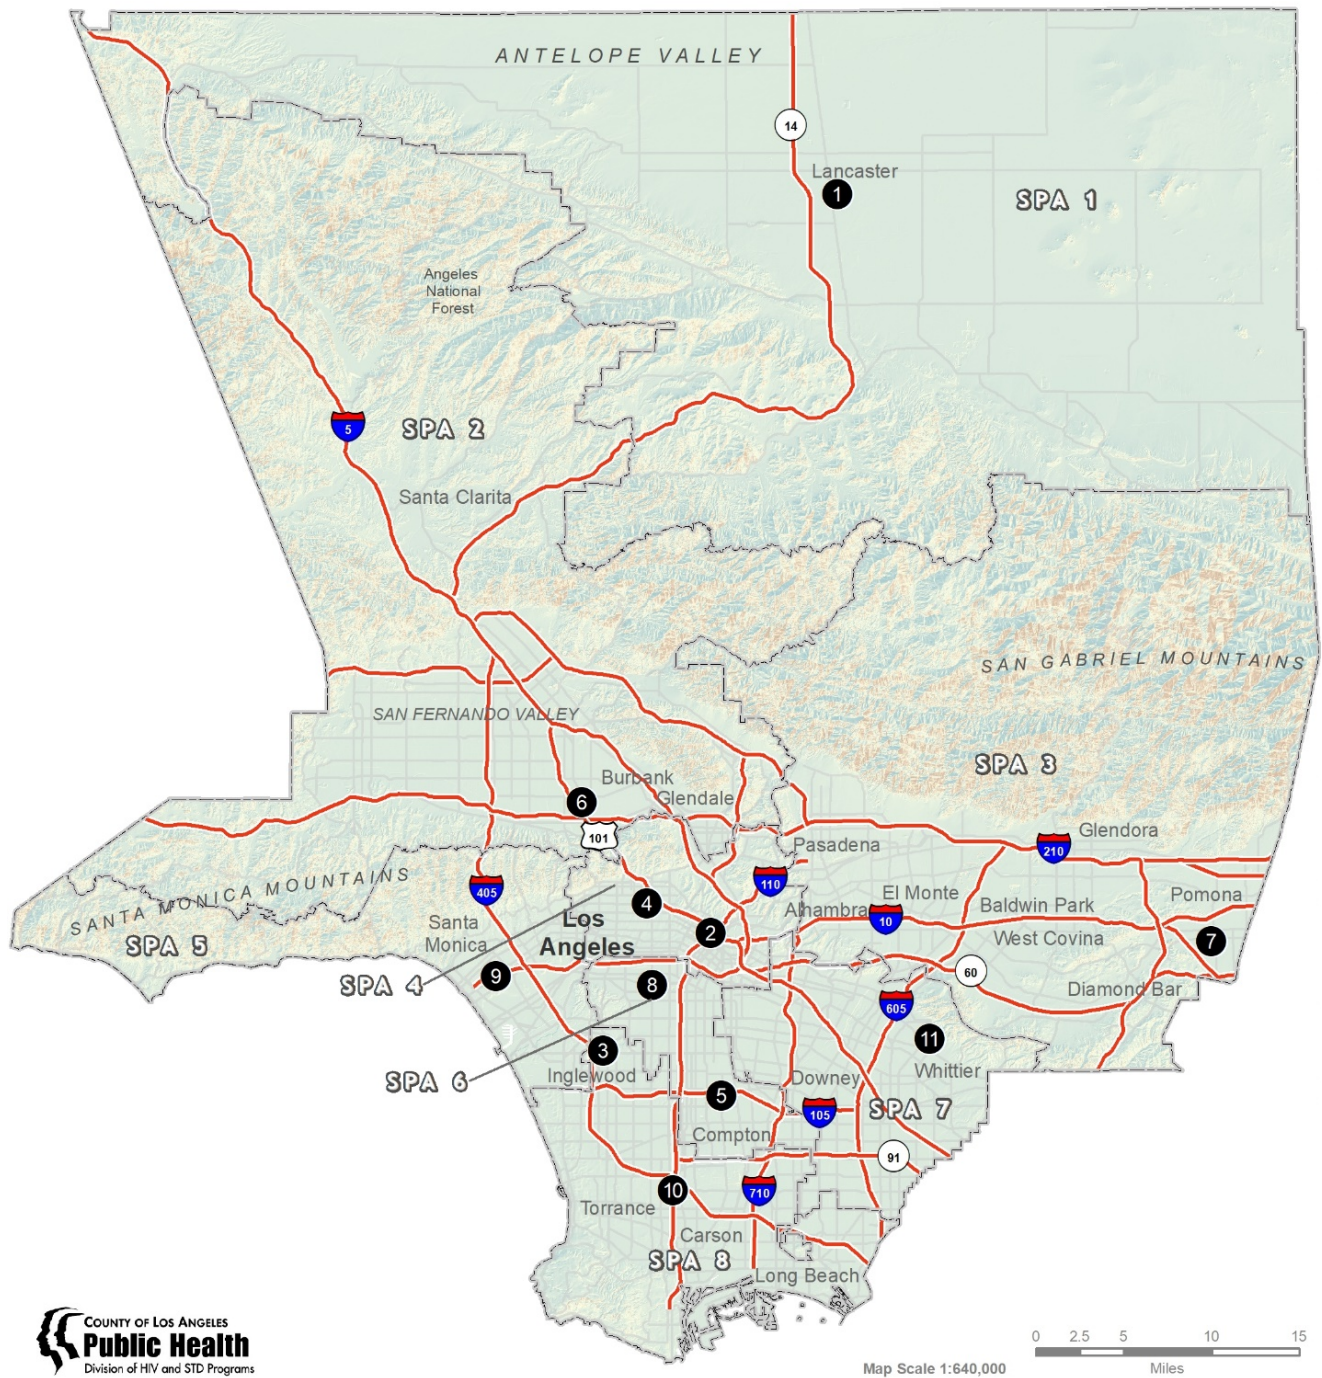 ANTELOPE VALLEY
14
Lancaster
1
SPA 1
Angeles
National
Forest
5
SPA 2
Santa Clarita
SAN GABRIEL MOUNTAINS
SAN FERNANDO VALLEY
SPA 3
Burbank
Glendale
6
101
Glendora
210
Pasadena
110
405
SANTA MONICA MOUNTAINS
El Monte
Pomona
4
Alhambra
10
Baldwin Park
Santa
Monica
Los
Angeles
2
West Covina
7
SPA 5
SPA 4
9
8
60
Diamond Bar
605
11
3
Whittier
SPA 6
Inglewood
Downey
5
105
SPA 7
Compton
91
10
710
Torrance
Carson
SPA 8
Long Beach
COUNTY OF LOS ANGELES
Public Health
Division of HIV and STD Programs
0 2.5 5 10 15
Map Scale 1:640,000
Miles